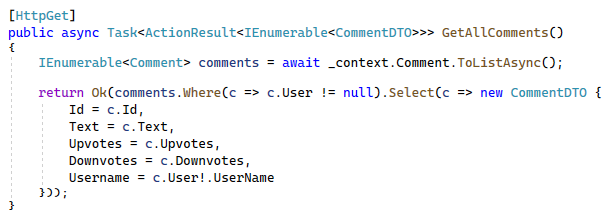 [HttpGet]
public async Task<ActionResult<IEnumerable<CommentDTO>>> GetAllComments()
{
    IEnumerable<Comment> comments = await _context.Comment.ToListAsync();

    return Ok(comments.Where(c => c.User != null).Select(c => new CommentDTO {
        Id = c.Id,
        Text = c.Text,
        Upvotes = c.Upvotes,
        Downvotes = c.Downvotes,
        Username = c.User!.UserName
    }));
}